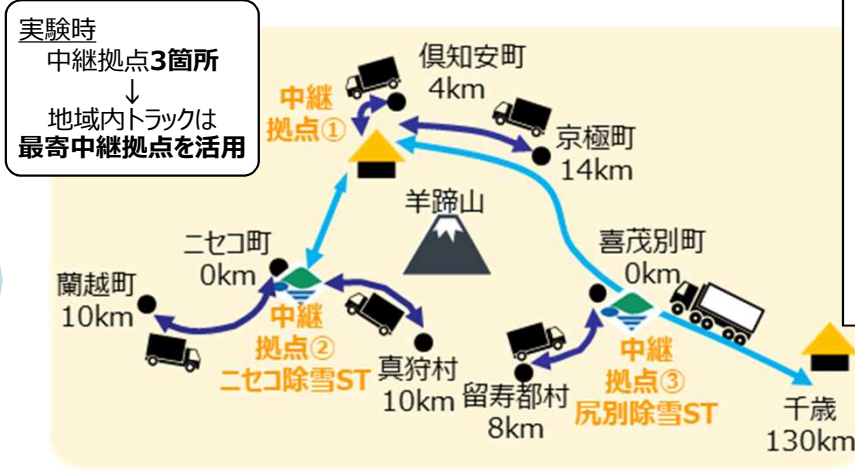 実験時
中継拠点3箇所
↓
地域内トラックは
最寄中継拠点を活用
倶知安町
4km
中継
拠点①
京極町
14km
羊蹄山
ニセコ町
0km
喜茂別町
0km
蘭越町
10km
中継
拠点②
ニセコ除雪ST
真狩村
10km
留寿都村
8km
中継
拠点③
尻別除雪ST
千歳
130km